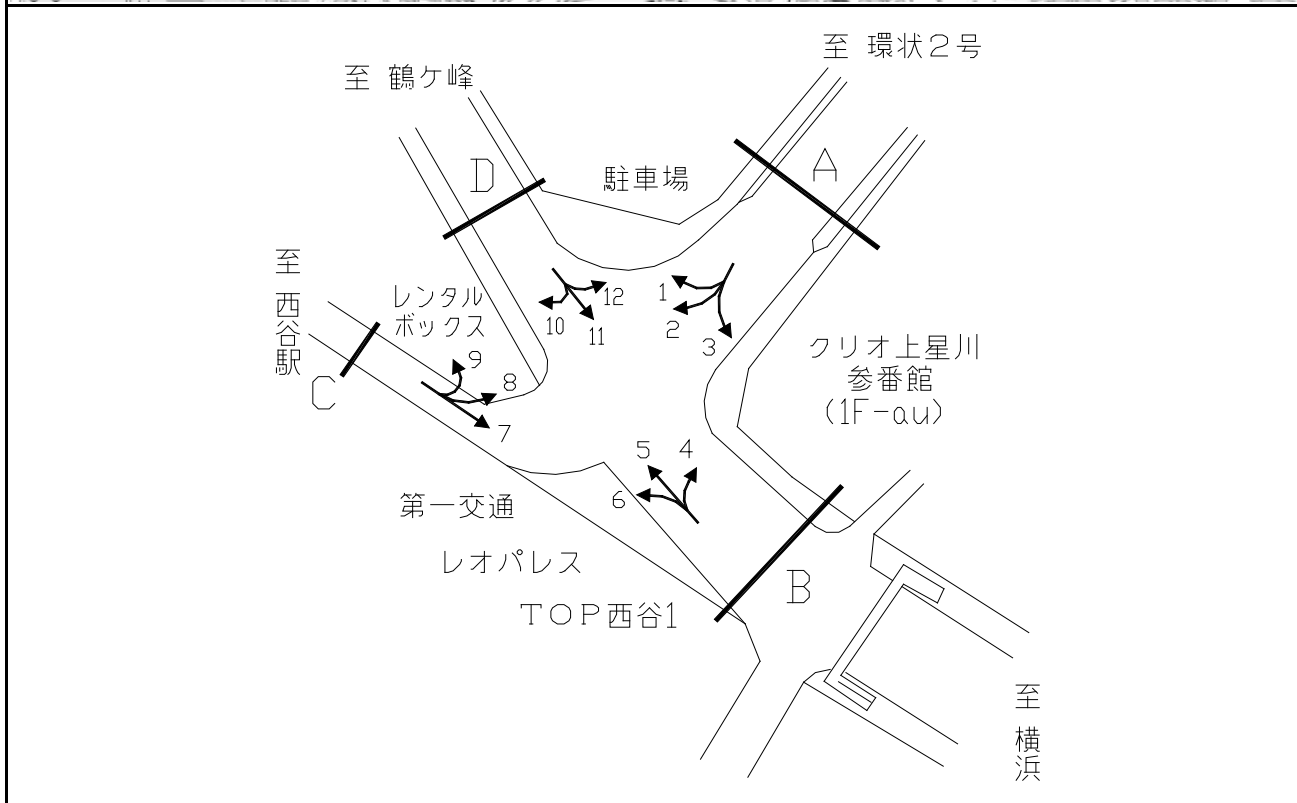 至 環状２号
至 鶴ケ峰
A
D
駐車場
至 西谷駅
レンタル
ボックス
12
1
10
11
2
3
9
8
7
C
クリオ上星川
参番館
(1F-au)
5
4
6
第一交通
レオパレス
TOP西谷1
B
至 横浜